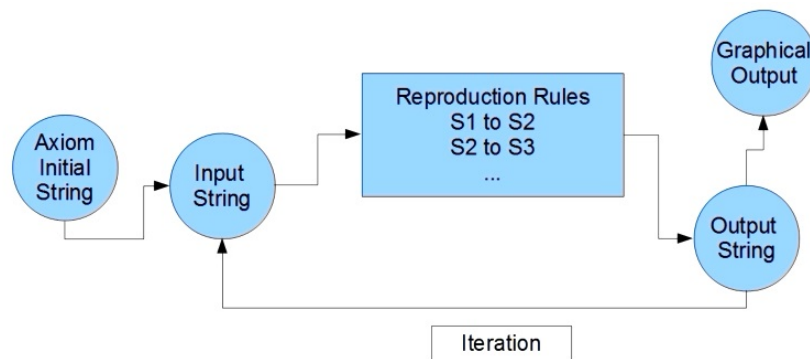 Axiom
Initial
String
Input
String
Reproduction Rules
S1 to S2
S2 to S3
...
Graphical
Output
Output
String
Iteration